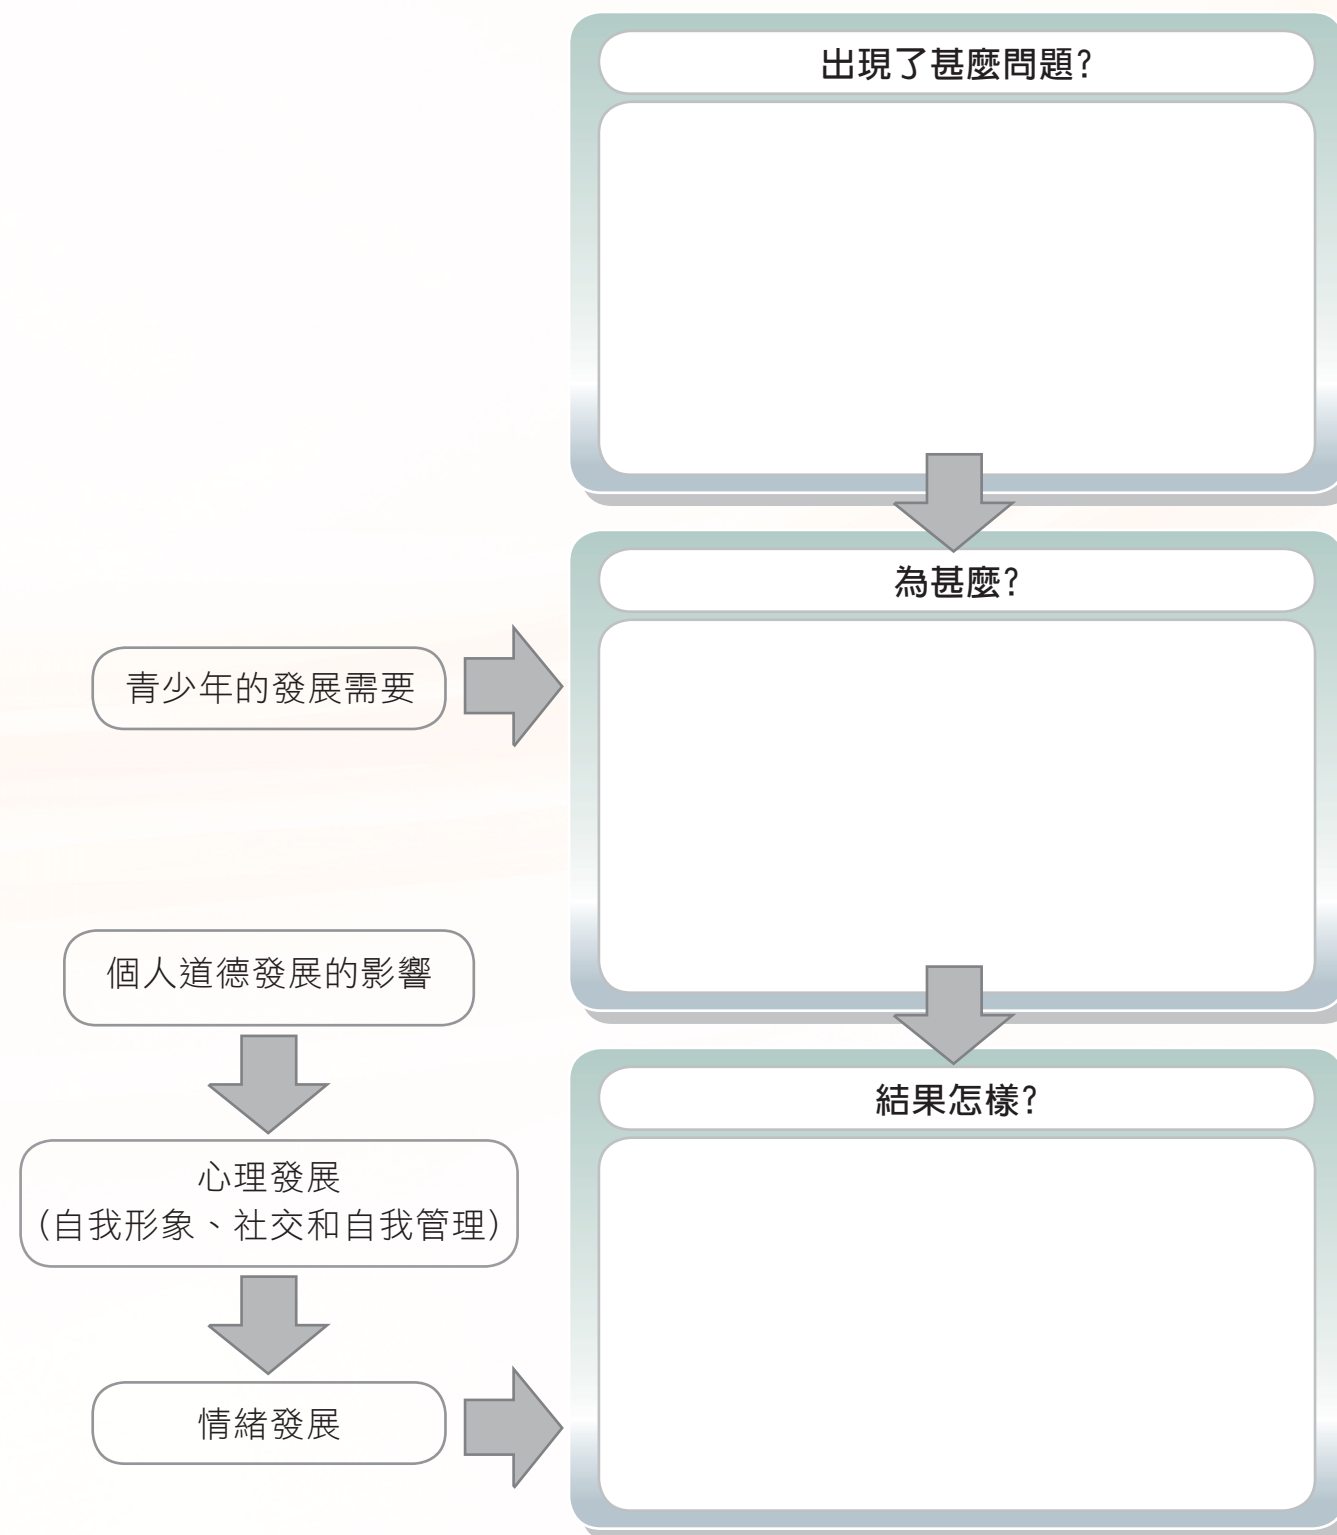 出現了甚麼問題?
為甚麼?
青少年的發展需要
個人道德發展的影響
結果怎樣?
心理發展
(自我形象、社交和自我管理)
情緒發展